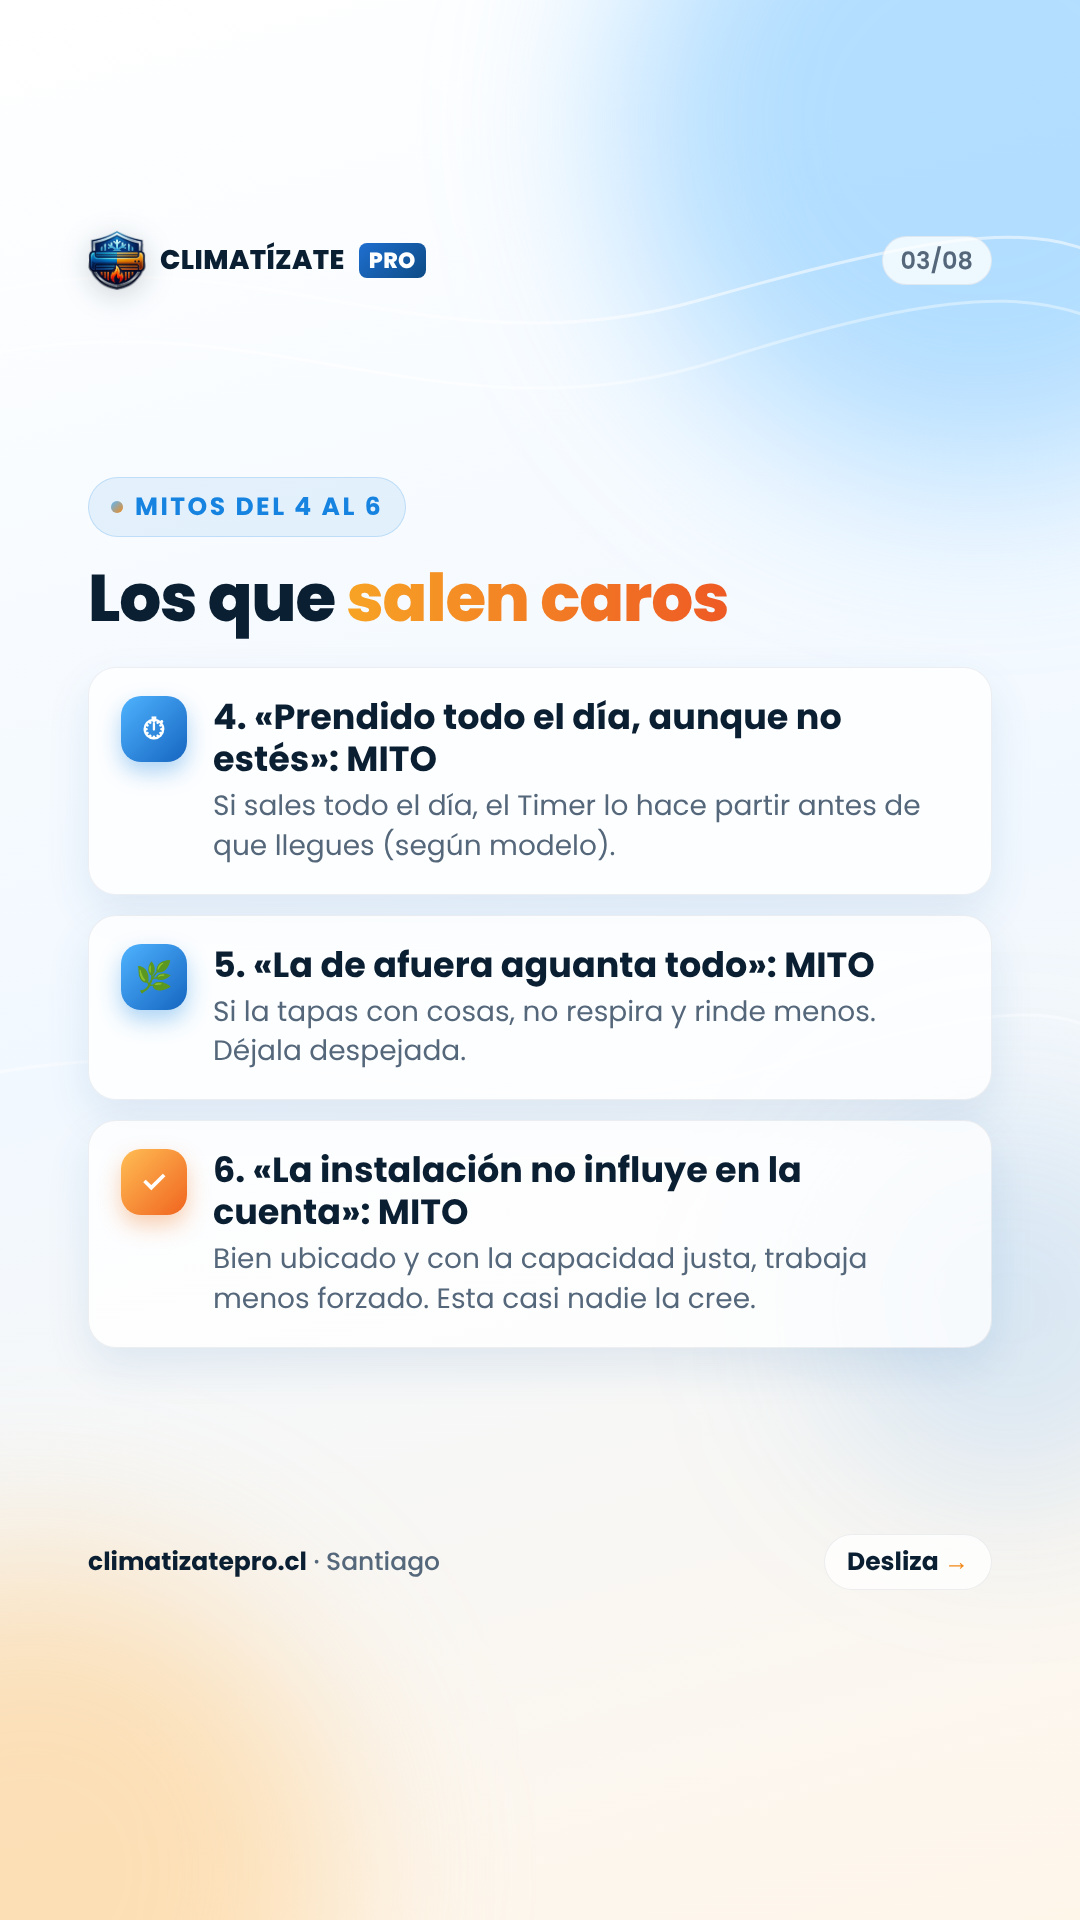 CLIMATÍZATE PRO
03/08
MITOS DEL 4 AL 6
Los que salen caros
4. «Prendido todo el día, aunque no
estés»: MITO
Si sales todo el día, el Timer lo hace partir antes de
que llegues (según modelo).
5. «La de afuera aguanta todo»: MITO
Si la tapas con cosas, no respira y rinde menos.
Déjala despejada.
6. «La instalación no influye en la
cuenta»: MITO
Bien ubicado y con la capacidad justa, trabaja
menos forzado. Esta casi nadie la cree.
climatizatepro.cl · Santiago
Desliza →